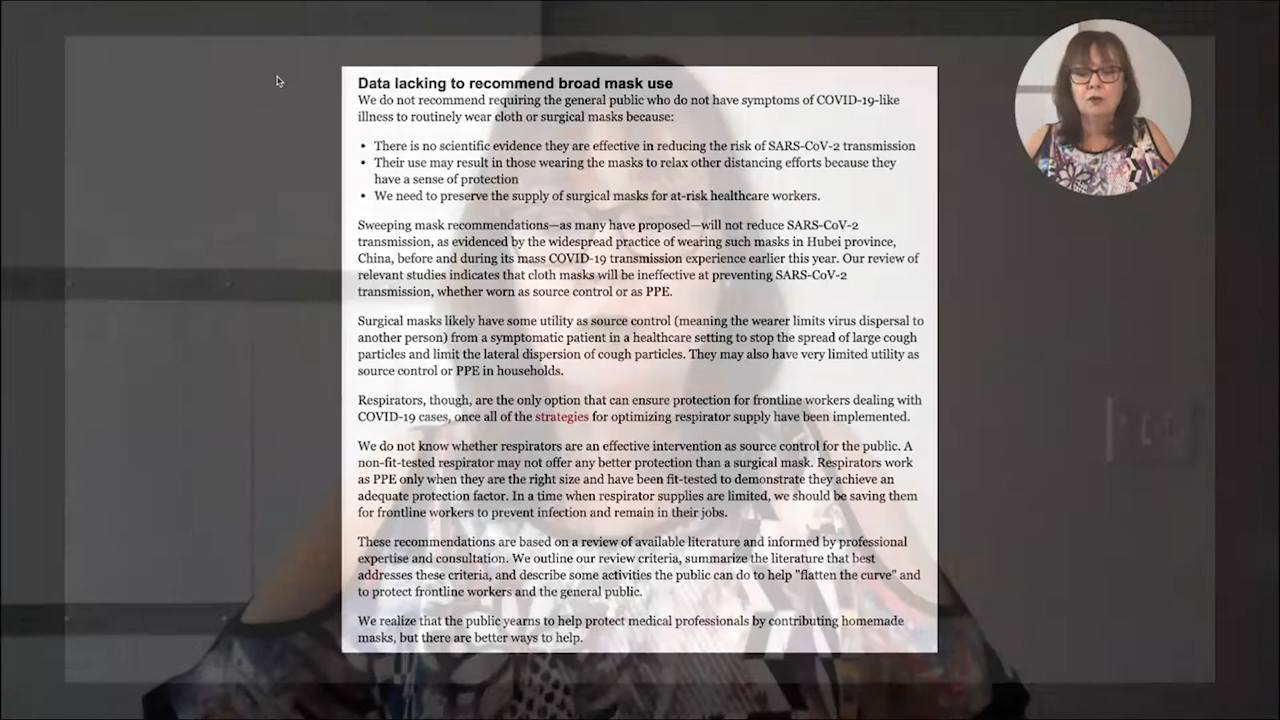 Data lacking to recommend broad mask use
We do not recommend requiring the general public who do not have symptoms of COVID-19-like
illness to routinely wear cloth or surgical masks because:
• There is no scientific evidence they are effective in reducing the risk of SARS-CoV-2 transmission
• Their use may result in those wearing the masks to relax other distancing efforts because they
have a sense of protection
• We need to preserve the supply of surgical masks for at-risk healthcare workers.
Sweeping mask recommendations—as many have proposed—will not reduce SARS-CoV-2
transmission, as evidenced by the widespread practice of wearing such masks in Hubei province,
China, before and during its mass COVID-19 transmission experience earlier this year. Our review of
relevant studies indicates that cloth masks will be ineffective at preventing SARS-CoV-2
transmission, whether worn as source control or as PPE.
Surgical masks likely have some utility as source control (meaning the wearer limits virus dispersal to
another person) from a symptomatic patient in a healthcare setting to stop the spread of large cough
particles and limit the lateral dispersion of cough particles. They may also have very limited utility as
source control or PPE in households.
Respirators, though, are the only option that can ensure protection for frontline workers dealing with
COVID-19 cases, once all of the strategies for optimizing respirator supply have been implemented.
We do not know whether respirators are an effective intervention as source control for the public. A
non-fit-tested respirator may not offer any better protection than a surgical mask. Respirators work
as PPE only when they are the right size and have been fit-tested to demonstrate they achieve an
adequate protection factor. In a time when respirator supplies are limited, we should be saving them
for frontline workers to prevent infection and remain in their jobs.
These recommendations are based on a review of available literature and informed by professional
expertise and consultation. We outline our review criteria, summarize the literature that best
addresses these criteria, and describe some activities the public can do to help "flatten the curve" and
to protect frontline workers and the general public.
We realize that the public yearns to help protect medical professionals by contributing homemade
masks, but there are better ways to help.